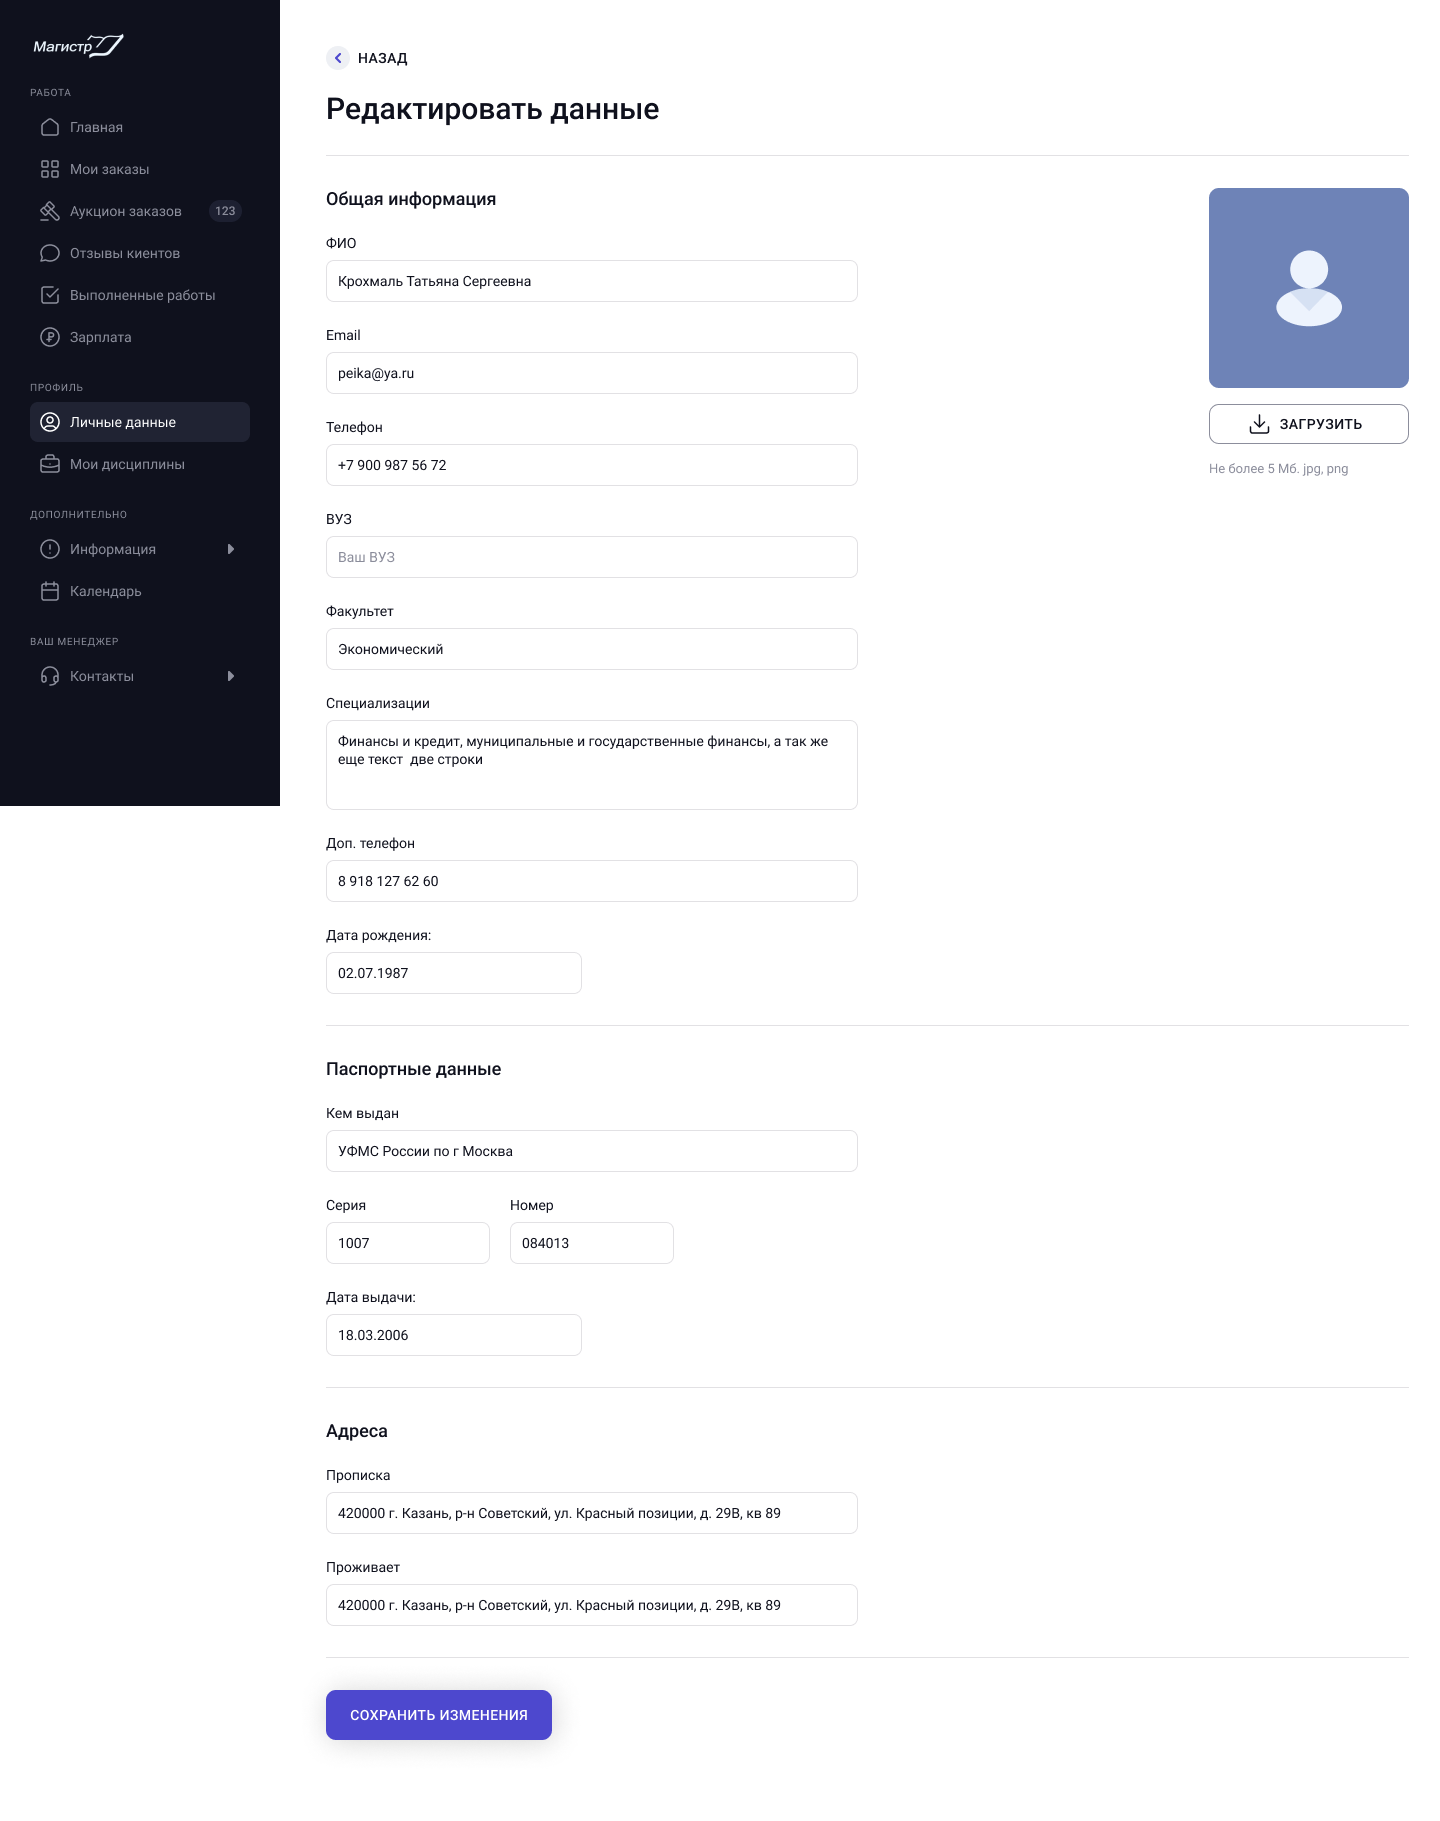 Магистр
РАБОТА
Главная
Мои заказы
Аукцион заказов 123
Отзывы киентов
Выполненные работы
Зарплата
ПРОФИЛЬ
Личные данные
Мои дисциплины
ДОПОЛНИТЕЛЬНО
Информация
Календарь
ВАШ МЕНЕДЖЕР
Контакты
НАЗАД
Редактировать данные
Общая информация
ФИО
Крохмаль Татьяна Сергеевна
Email
peika@ya.ru
Телефон
+7 900 987 56 72
ВУЗ
Ваш ВУЗ
Факультет
Экономический
Специализации
Финансы и кредит, муниципальные и государственные финансы, а так же
еще текст  две строки
Доп. телефон
8 918 127 62 60
Дата рождения:
02.07.1987
ЗАГРУЗИТЬ
Не более 5 Мб. jpg, png
Паспортные данные
Кем выдан
УФМС России по г Москва
Серия Номер
1007 084013
Дата выдачи:
18.03.2006
Адреса
Прописка
420000 г. Казань, р-н Советский, ул. Красный позиции, д. 29В, кв 89
Проживает
420000 г. Казань, р-н Советский, ул. Красный позиции, д. 29В, кв 89
СОХРАНИТЬ ИЗМЕНЕНИЯ